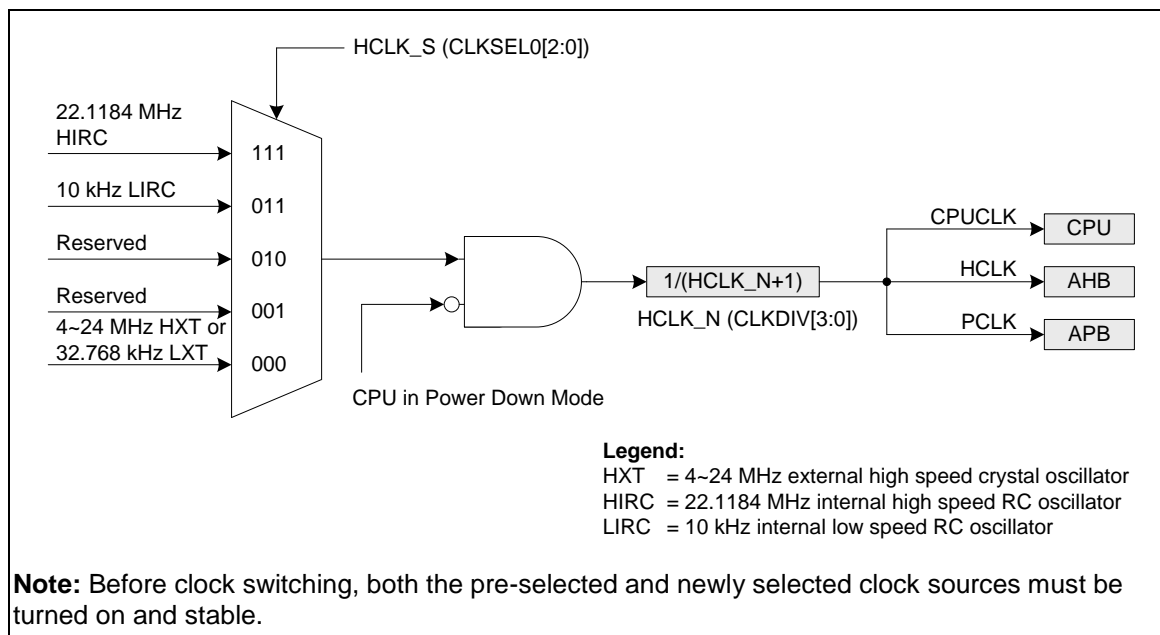 HCLK_S (CLKSEL0[2:0])
22.1184 MHz
HIRC
111
10 kHz LIRC
011
Reserved
010
Reserved
001
4~24 MHz HXT or
32.768 kHz LXT
000
CPU in Power Down Mode
1/(HCLK_N+1)
HCLK_N (CLKDIV[3:0])
CPUCLK
CPU
HCLK
AHB
PCLK
APB
Legend:
HXT = 4~24 MHz external high speed crystal oscillator
HIRC = 22.1184 MHz internal high speed RC oscillator
LIRC = 10 kHz internal low speed RC oscillator
Note: Before clock switching, both the pre-selected and newly selected clock sources must be
turned on and stable.